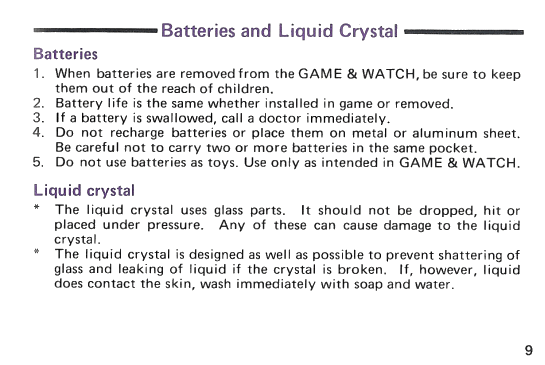 Batteries and Liquid Crystal
Batteries
1. When batteries are removed from the GAME & WATCH, be sure to keep
them out of the reach of children.
2. Battery life is the same whether installed in game or removed.
3. If a battery is swallowed, call a doctor immediately.
4. Do not recharge batteries or place them on metal or aluminum sheet.
Be careful not to carry two or more batteries in the same pocket.
5. Do not use batteries as toys. Use only as intended in GAME & WATCH.
Liquid crystal
* The liquid crystal uses glass parts. It should not be dropped, hit or
placed under pressure. Any of these can cause damage to the liquid
crystal.
* The liquid crystal is designed as well as possible to prevent shattering of
glass and leaking of liquid if the crystal is broken. If, however, liquid
does contact the skin, wash immediately with soap and water.
9